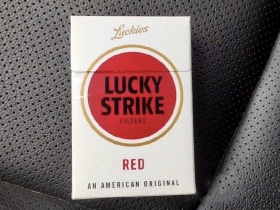 Luckies
LUCKY
STRIKE
FILTERS
RED
AN AMERICAN ORIGINAL